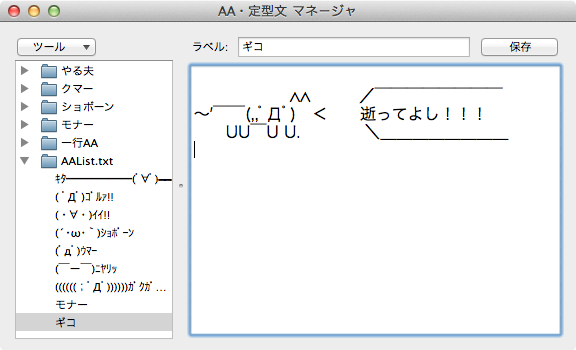 AA・定型文 マネージャ
ツール
ラベル: ギコ
保存
やる夫
クマー
ショボーン
モナー
一行AA
AAList.txt
ｷﾀ━━━━━━(ﾟ∀ﾟ)━
( ﾟДﾟ)ｺﾞﾙｧ!!
(・∀・)ｲｲ!!
(´･ω･｀)ｼｮﾎﾞｰﾝ
(ﾟдﾟ)ｳﾏｰ
(￣ー￣)ﾆﾔﾘｯ
((((((；ﾟДﾟ))))))ｶﾞｸｶﾞ…
モナー
ギコ
∧∧　　　／￣￣￣￣￣￣￣￣
～′￣￣(,,ﾟДﾟ)　＜　　逝ってよし！！！
UU￣U U.　　　　＼＿＿＿＿＿＿＿＿